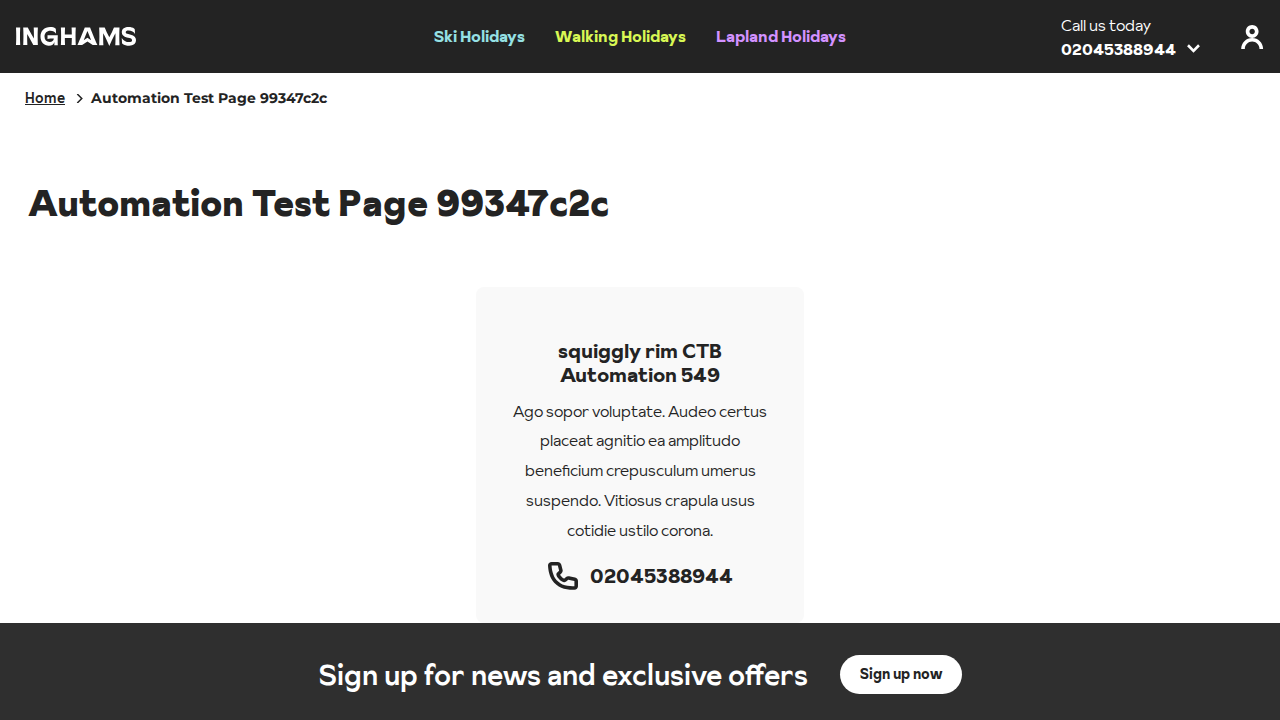 INGHAMS
Ski Holidays
Walking Holidays
Lapland Holidays
Call us today
02045388944
Home
Automation Test Page 99347c2c
Automation Test Page 99347c2c
squiggly rim CTB
Automation 549
Ago sopor voluptate. Audeo certus
placeat agnitio ea amplitudo
beneficium crepusculum umerus
suspendo. Vitiosus crapula usus
cotidie ustilo corona.
02045388944
Sign up for news and exclusive offers
Sign up now